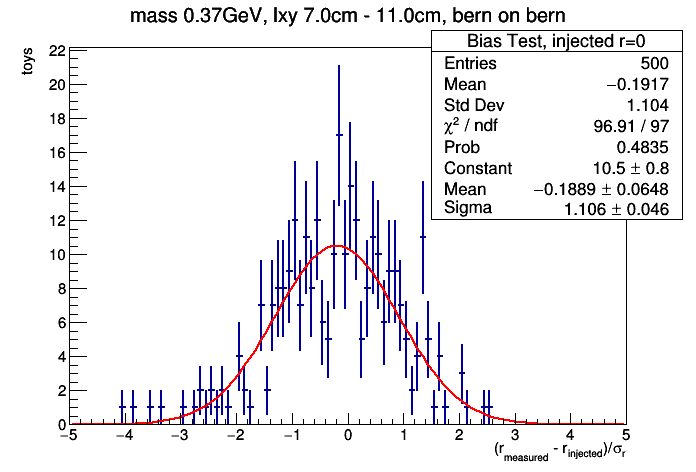 mass 0.37GeV, lxy 7.0cm - 11.0cm, bern on bern
Bias Test, injected r=0
Entries 500
Mean −0.1917
Std Dev 1.104
χ² / ndf 96.91 / 97
Prob 0.4835
Constant 10.5 ± 0.8
Mean −0.1889 ± 0.0648
Sigma 1.106 ± 0.046
toys
22
20
18
16
14
12
10
8
6
4
2
0
−5 −4 −3 −2 −1 0 1 2 3 4 5
(r_measured - r_injected)/σ_r